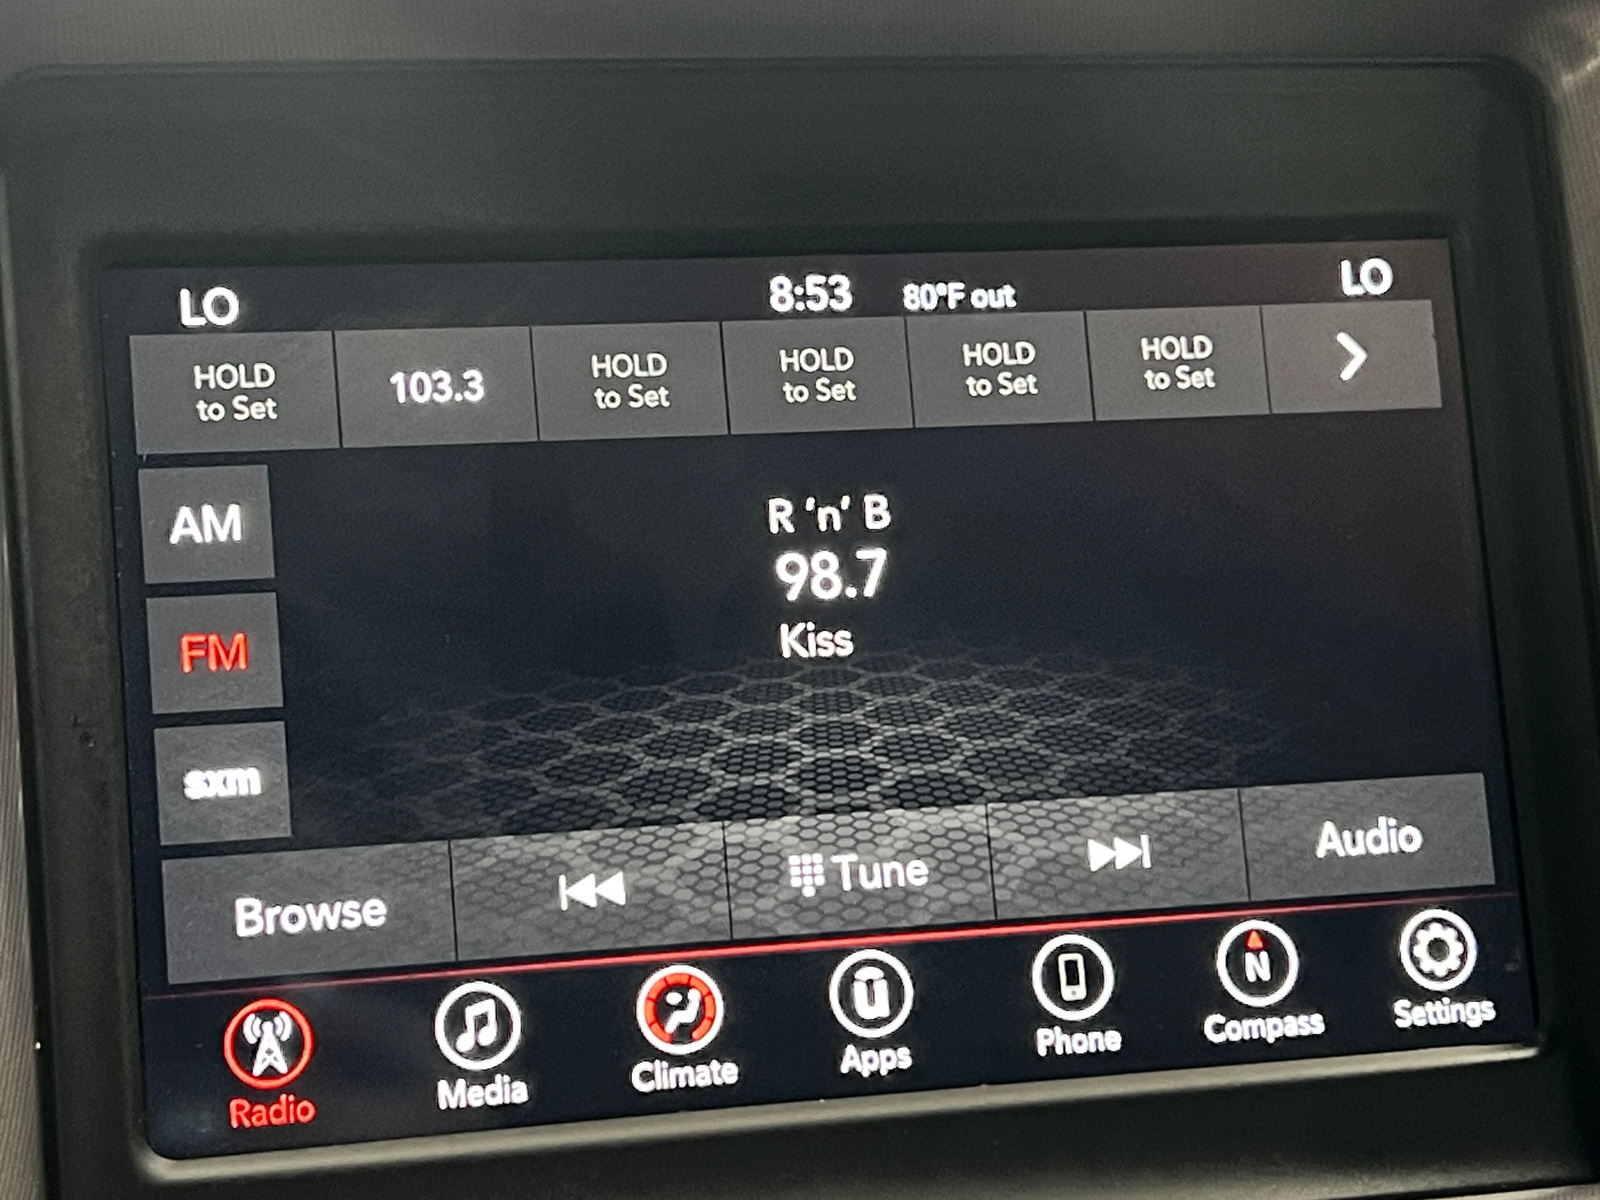 LO 8:53 80°F out LO
HOLD to Set
103.3
HOLD to Set
HOLD to Set
HOLD to Set
HOLD to Set
AM
R 'n' B
98.7
FM
Kiss
sxm
Browse
Tune
Audio
Radio
Media
Climate
Apps
Phone
N
Compass
Settings